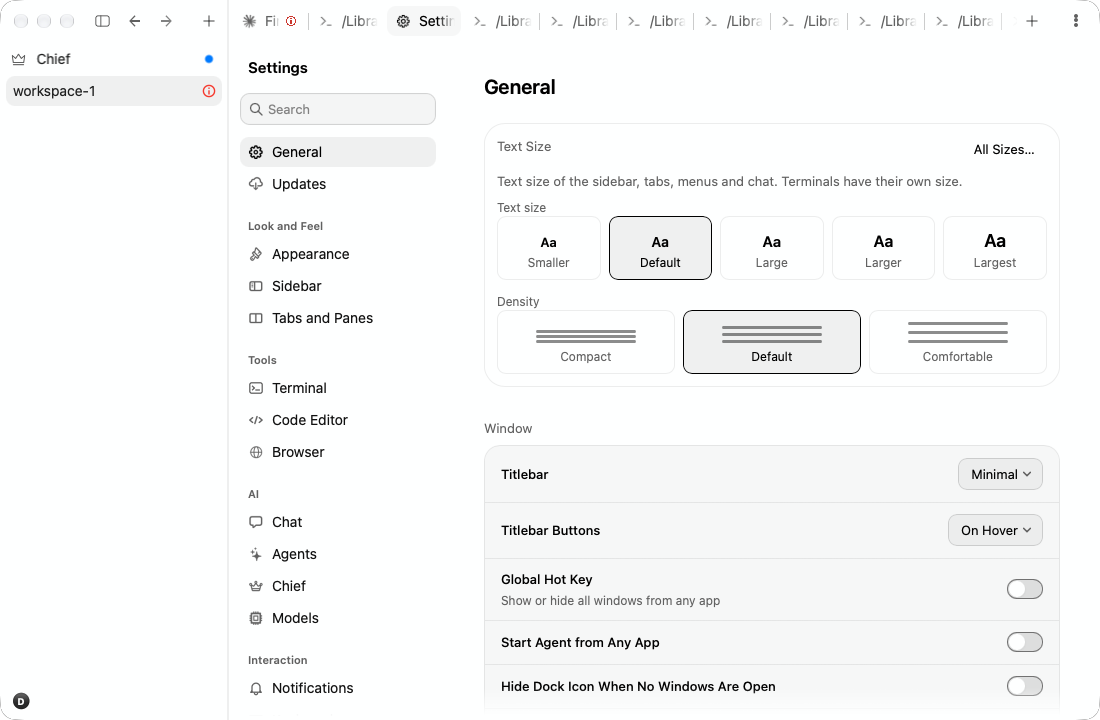 Chief
workspace-1
D
Fi
/Libra
Settin
/Libra
/Libra
/Libra
/Libra
/Libra
/Libra
/Libra
Settings
Search
General
Updates
Look and Feel
Appearance
Sidebar
Tabs and Panes
Tools
Terminal
Code Editor
Browser
AI
Chat
Agents
Chief
Models
Interaction
Notifications
General
Text Size
All Sizes...
Text size of the sidebar, tabs, menus and chat. Terminals have their own size.
Text size
Aa Aa Aa Aa Aa
Smaller Default Large Larger Largest
Density
Compact Default Comfortable
Window
Titlebar Minimal
Titlebar Buttons On Hover
Global Hot Key
Show or hide all windows from any app
Start Agent from Any App
Hide Dock Icon When No Windows Are Open